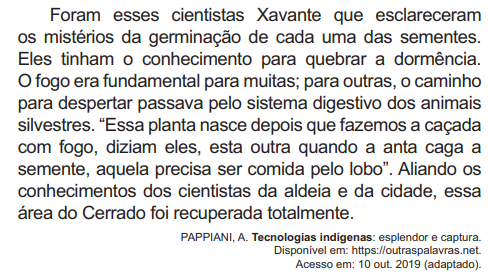 Foram esses cientistas Xavante que esclareceram
os mistérios da germinação de cada uma das sementes.
Eles tinham o conhecimento para quebrar a dormência.
O fogo era fundamental para muitas; para outras, o caminho
para despertar passava pelo sistema digestivo dos animais
silvestres. “Essa planta nasce depois que fazemos a caçada
com fogo, diziam eles, esta outra quando a anta caga a
semente, aquela precisa ser comida pelo lobo”. Aliando os
conhecimentos dos cientistas da aldeia e da cidade, essa
área do Cerrado foi recuperada totalmente.
PAPPIANI, A. Tecnologias indígenas: esplendor e captura.
Disponível em: https://outraspalavras.net.
Acesso em: 10 out. 2019 (adaptado).